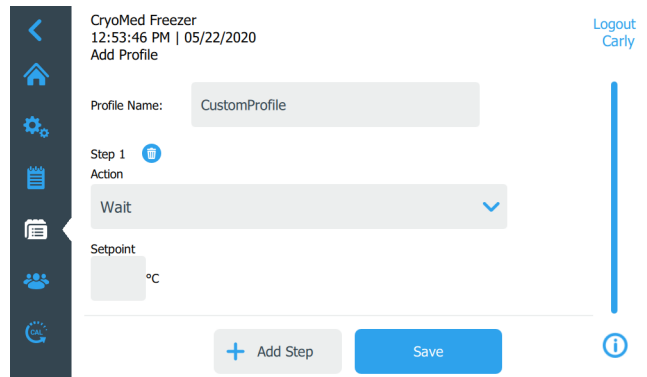 CryoMed Freezer
12:53:46 PM | 05/22/2020
Add Profile
Logout
Carly
Profile Name: CustomProfile
Step 1
Action
Wait
Setpoint
°C
CAL
Add Step
Save